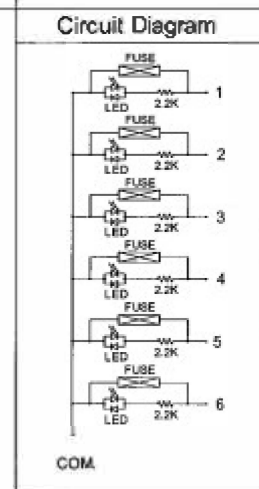 Circuit Diagram
FUSE
1
LED 2.2K
FUSE
2
LED 2.2K
FUSE
3
LED 2.2K
FUSE
4
LED 2.2K
FUSE
5
LED 2.2K
FUSE
6
LED 2.2K
COM.